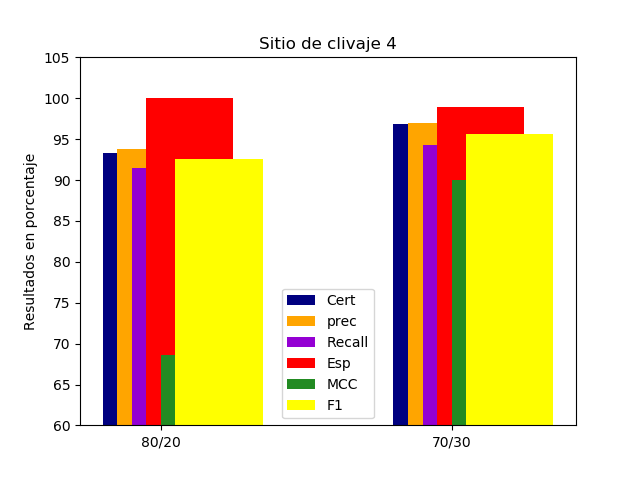 Sitio de clivaje 4
Resultados en porcentaje
105
100
95
90
85
80
75
70
65
60
80/20
70/30
Cert
prec
Recall
Esp
MCC
F1